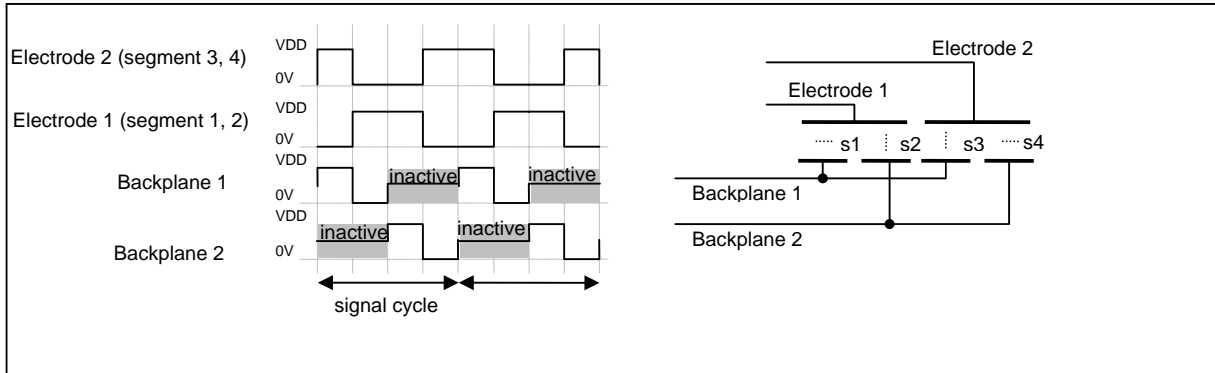 VDD
Electrode 2 (segment 3, 4)
0V
VDD
Electrode 1 (segment 1, 2)
0V
VDD
Backplane 1
inactive
inactive
0V
VDD
Backplane 2
inactive
inactive
0V
signal cycle
Electrode 2
Electrode 1
s1
s2
s3
s4
Backplane 1
Backplane 2